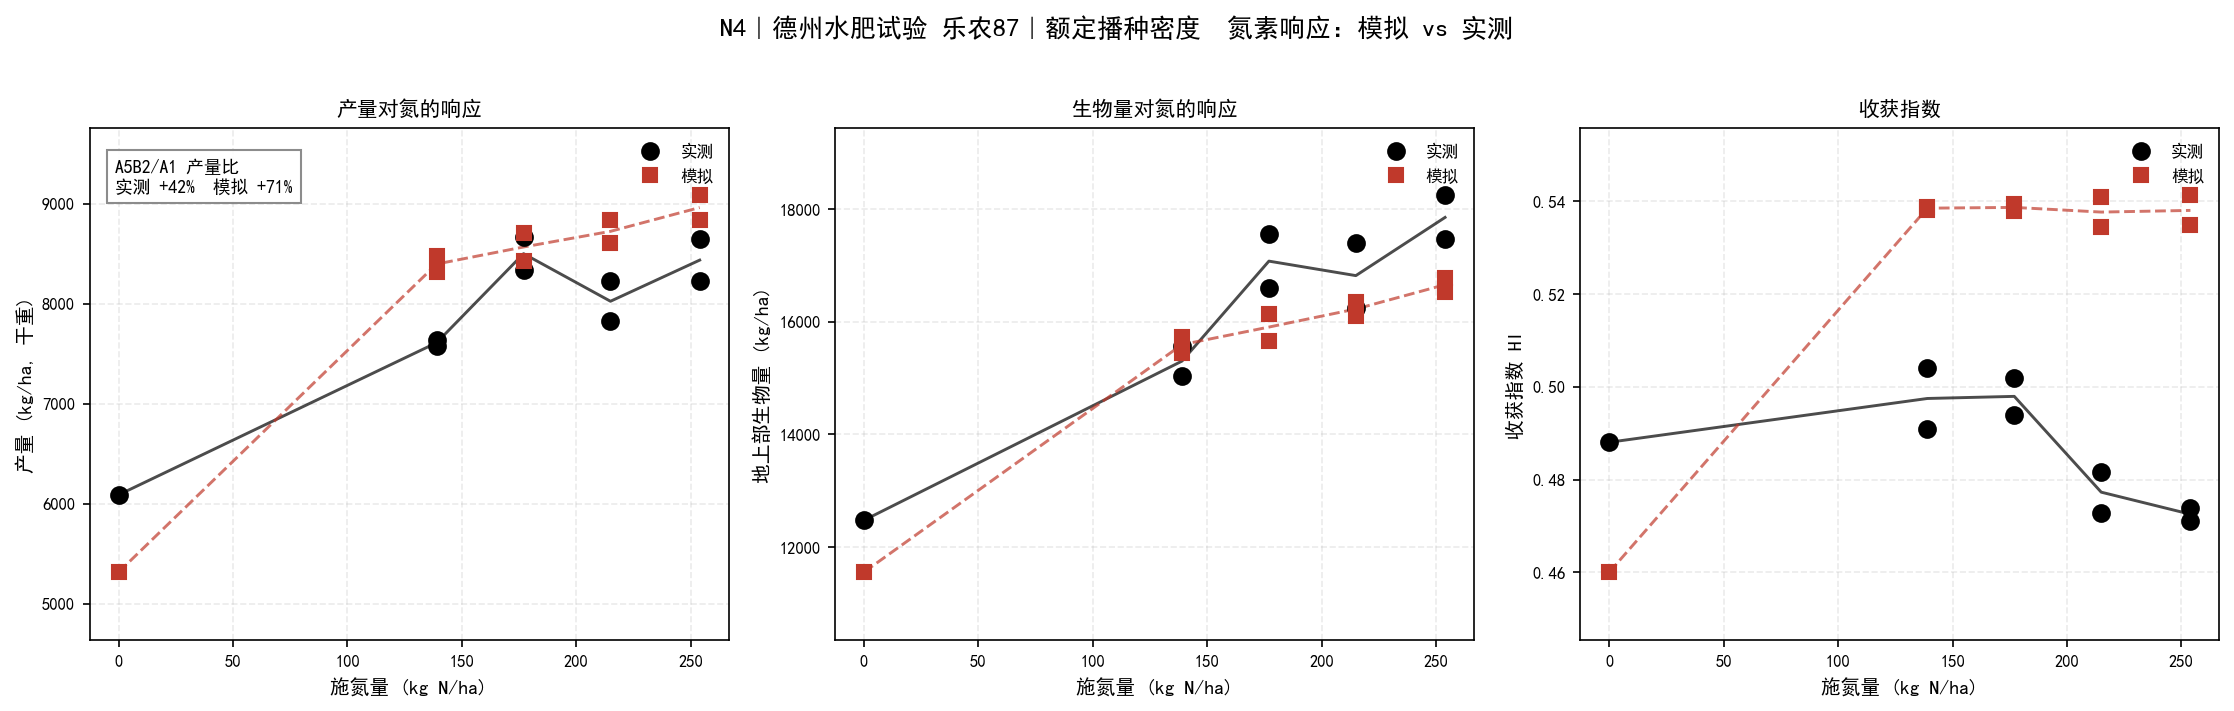 N4｜德州水肥试验 乐农87｜额定播种密度  氮素响应：模拟 vs 实测
产量对氮的响应
A5B2/A1 产量比
实测 +42%  模拟 +71%
实测
模拟
9000
8000
7000
6000
5000
产量 (kg/ha, 干重)
0 50 100 150 200 250
施氮量 (kg N/ha)
生物量对氮的响应
实测
模拟
18000
16000
14000
12000
地上部生物量 (kg/ha)
0 50 100 150 200 250
施氮量 (kg N/ha)
收获指数
实测
模拟
0.54
0.52
0.50
0.48
0.46
收获指数 HI
0 50 100 150 200 250
施氮量 (kg N/ha)